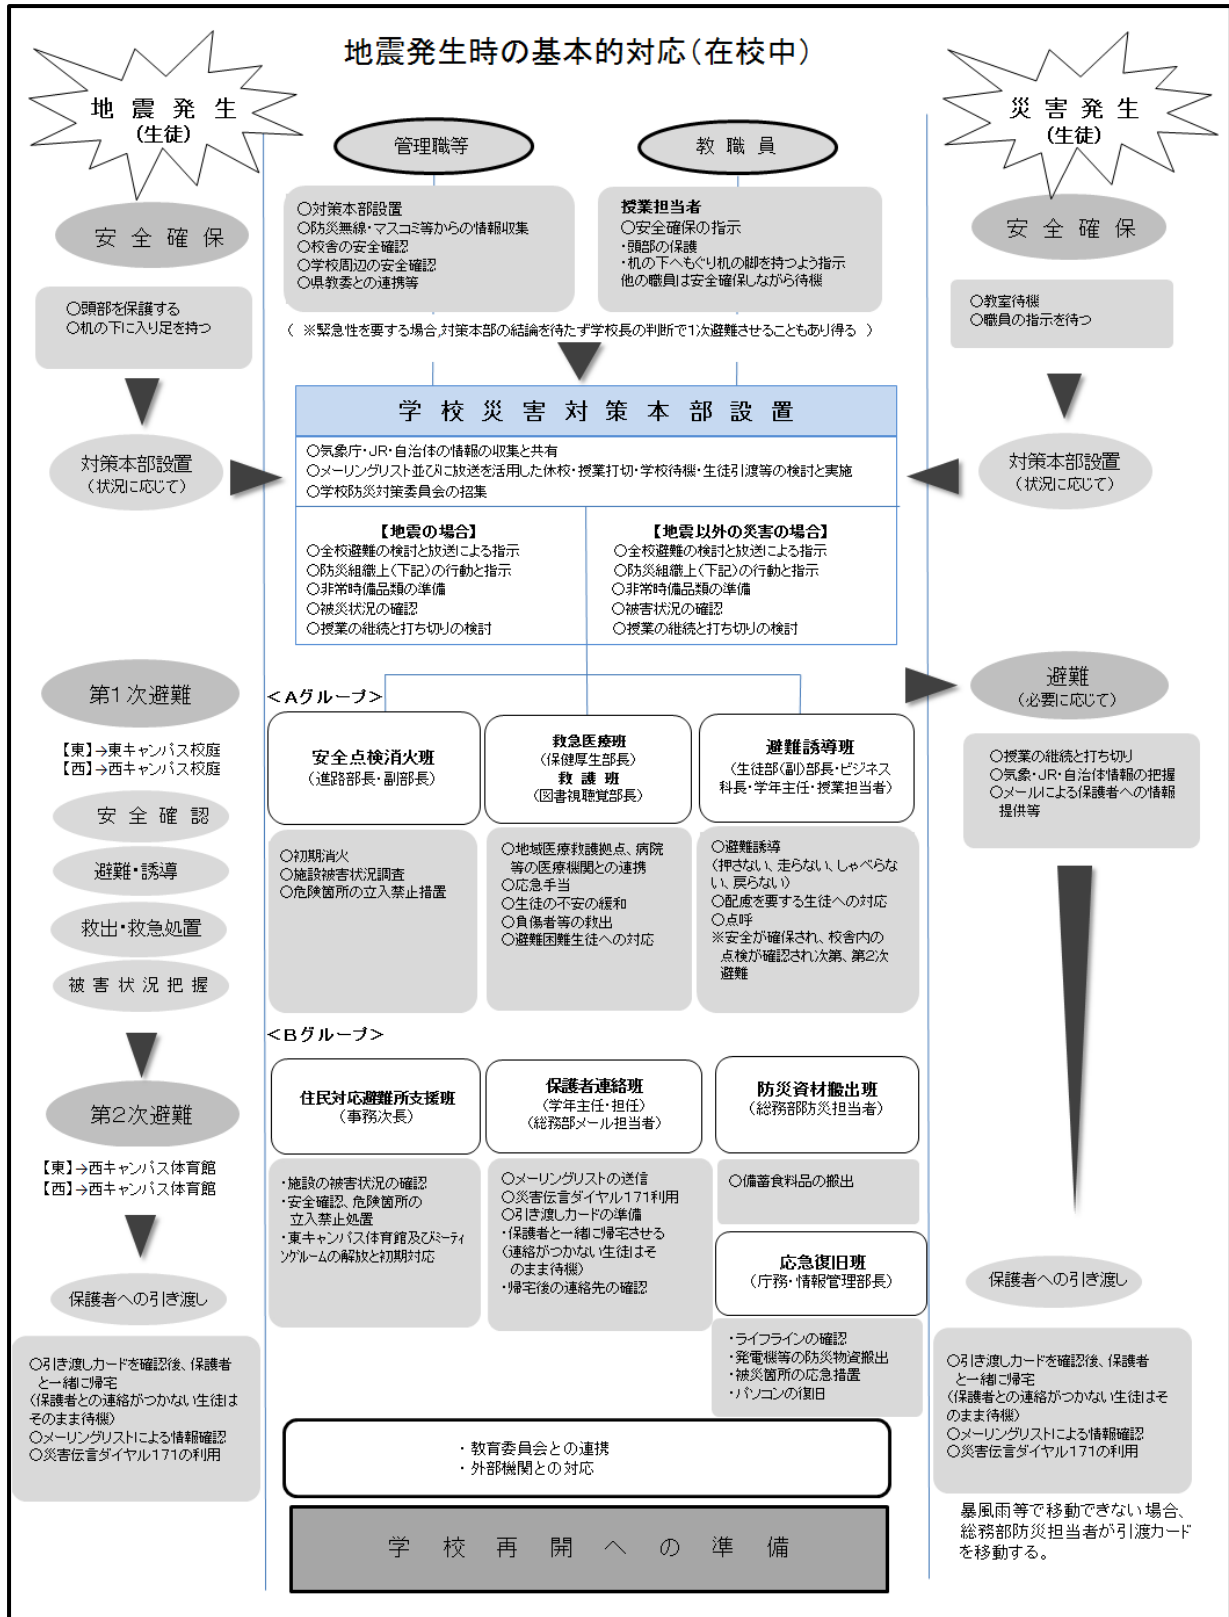 地震発生時の基本的対応（在校中）
地震発生
（生徒）
安全確保
○頭部を保護する
○机の下に入り足を持つ
対策本部設置
（状況に応じて）
第1次避難
【東】→東キャンパス校庭
【西】→西キャンパス校庭
安全確認
避難・誘導
救出・救急処置
被害状況把握
第2次避難
【東】→西キャンパス体育館
【西】→西キャンパス体育館
保護者への引き渡し
○引き渡しカードを確認後、保護者
と一緒に帰宅
（保護者との連絡がつかない生徒は
そのまま待機）
○メーリングリストによる情報確認
○災害伝言ダイヤル171の利用
管理職等
○対策本部設置
○防災無線・マスコミ等からの情報収集
○校舎の安全確認
○学校周辺の安全確認
○県教委との連携等
教職員
授業担当者
○安全確保の指示
・頭部の保護
・机の下へもぐり机の脚を持つよう指示
他の職員は安全確保しながら待機
（ ※緊急性を要する場合,対策本部の結論を待たず学校長の判断で1次避難させることもあり得る ）
学校災害対策本部設置
○気象庁・JR・自治体の情報の収集と共有
○メーリングリスト並びに放送を活用した休校・授業打切・学校待機・生徒引渡等の検討と実施
○学校防災対策委員会の招集
【地震の場合】
○全校避難の検討と放送による指示
○防災組織上（下記）の行動と指示
○非常時備品類の準備
○被災状況の確認
○授業の継続と打ち切りの検討
【地震以外の災害の場合】
○全校避難の検討と放送による指示
○防災組織上（下記）の行動と指示
○非常時備品類の準備
○被害状況の確認
○授業の継続と打ち切りの検討
＜Aグループ＞
安全点検消火班
（進路部長・副部長）
○初期消火
○施設被害状況調査
○危険箇所の立入禁止措置
救急医療班
（保健厚生部長）
救護班
（図書視聴覚部長）
○地域医療救護拠点、病院
等の医療機関との連携
○応急手当
○生徒の不安の緩和
○負傷者等の救出
○避難困難生徒への対応
避難誘導班
（生徒部（副）部長・ビジネス
科長・学年主任・授業担当者）
○避難誘導
（押さない、走らない、しゃべらな
い、戻らない）
○配慮を要する生徒への対応
○点呼
※安全が確保され、校舎内の
点検が確認され次第、第2次
避難
＜Bグループ＞
住民対応避難所支援班
（事務次長）
・施設の被害状況の確認
・安全確認、危険箇所の
立入禁止処置
・東キャンパス体育館及びミーティ
ングルームの解放と初期対応
保護者連絡班
（学年主任・担任）
（総務部メール担当者）
○メーリングリストの送信
○災害伝言ダイヤル171利用
○引き渡しカードの準備
・保護者と一緒に帰宅させる
（連絡がつかない生徒はそ
のまま待機）
・帰宅後の連絡先の確認
防災資材搬出班
（総務部防災担当者）
○備蓄食料品の搬出
応急復旧班
（庁務・情報管理部長）
・ライフラインの確認
・発電機等の防災物資搬出
・被災箇所の応急措置
・パソコンの復旧
・教育委員会との連携
・外部機関との対応
学校再開への準備
災害発生
（生徒）
安全確保
○教室待機
○職員の指示を待つ
対策本部設置
（状況に応じて）
避難
（必要に応じて）
○授業の継続と打ち切り
○気象・JR・自治体情報の把握
○メールによる保護者への情報
提供等
保護者への引き渡し
○引き渡しカードを確認後、保護者
と一緒に帰宅
（保護者との連絡がつかない生徒は
そのまま待機）
○メーリングリストによる情報確認
○災害伝言ダイヤル171の利用
暴風雨等で移動できない場合、
総務部防災担当者が引渡カード
を移動する。